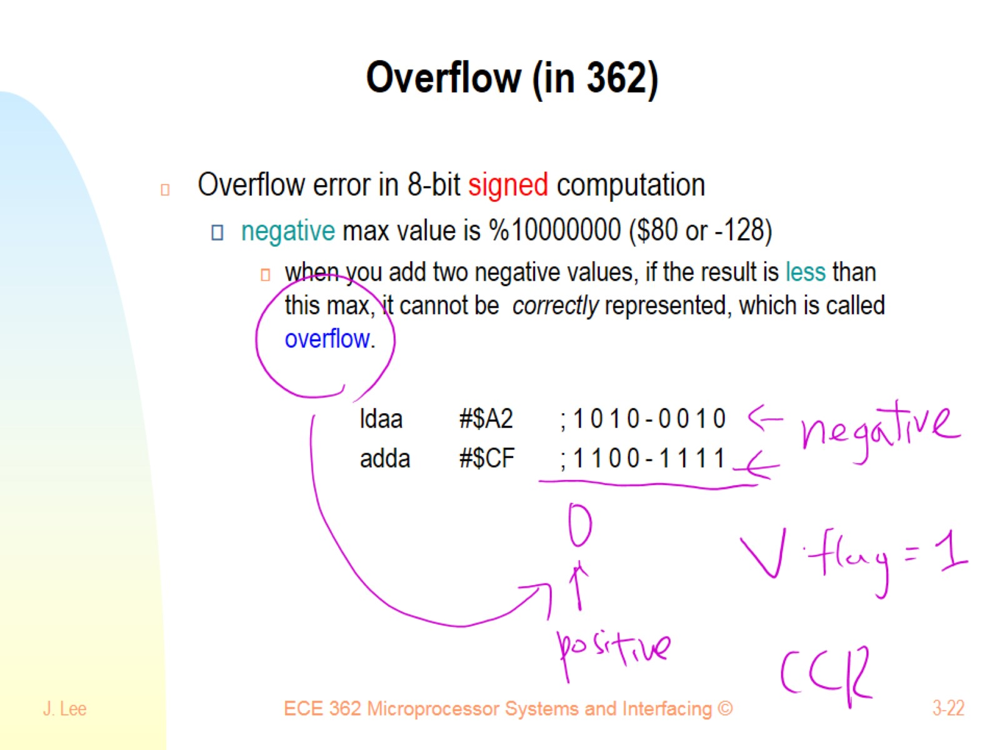 Overflow (in 362)
Overflow error in 8-bit signed computation
negative max value is %10000000 ($80 or -128)
when you add two negative values, if the result is less than
this max, it cannot be correctly represented, which is called
overflow.
ldaa #$A2 ; 1 0 1 0 - 0 0 1 0 ← negative
adda #$CF ; 1 1 0 0 - 1 1 1 1 ←
0
↑
V flag = 1
positive
CCR
J. Lee
ECE 362 Microprocessor Systems and Interfacing ©
3-22